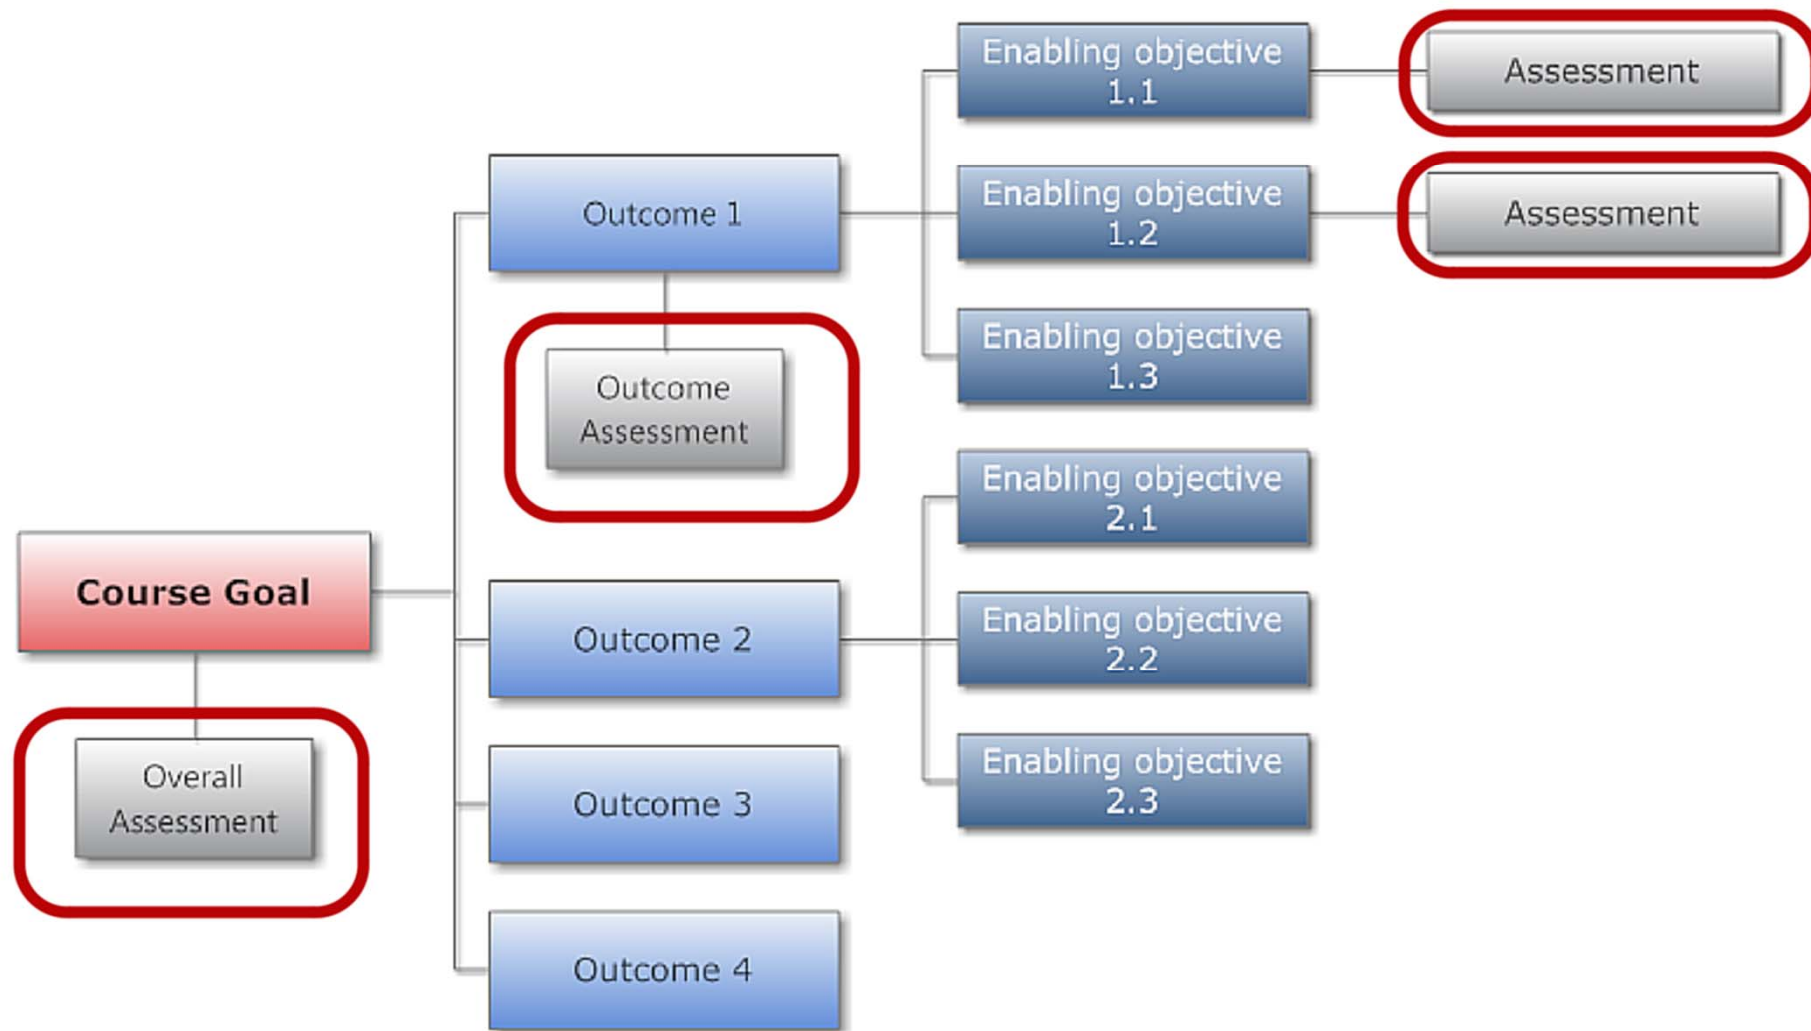 Enabling objective
1.1
Assessment
Outcome 1
Enabling objective
1.2
Assessment
Enabling objective
1.3
Outcome
Assessment
Enabling objective
2.1
Course Goal
Outcome 2
Enabling objective
2.2
Overall
Assessment
Outcome 3
Enabling objective
2.3
Outcome 4